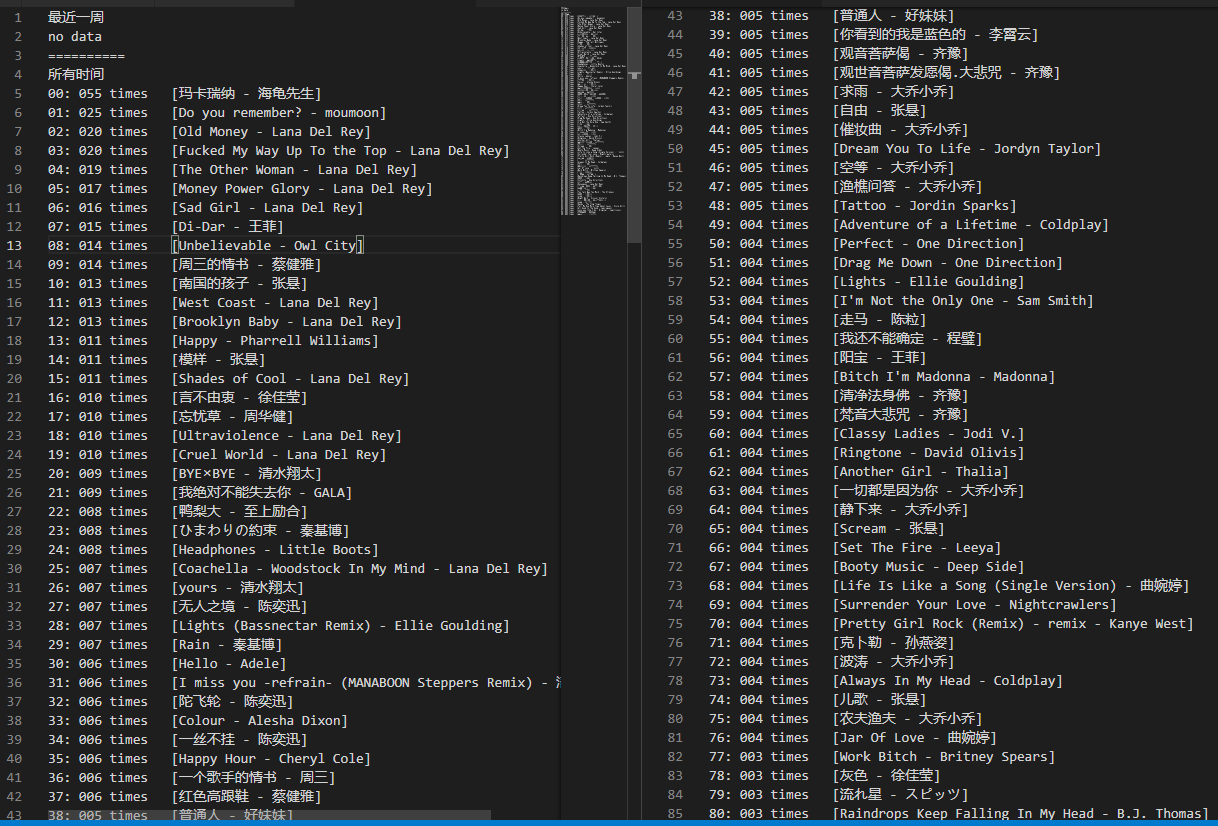 1 最近一周
2 no data
3 ==========
4 所有时间
5 00: 055 times [玛卡瑞纳 - 海龟先生]
6 01: 025 times [Do you remember? - moumoon]
7 02: 020 times [Old Money - Lana Del Rey]
8 03: 020 times [Fucked My Way Up To the Top - Lana Del Rey]
9 04: 019 times [The Other Woman - Lana Del Rey]
10 05: 017 times [Money Power Glory - Lana Del Rey]
11 06: 016 times [Sad Girl - Lana Del Rey]
12 07: 015 times [Di-Dar - 王菲]
13 08: 014 times [Unbelievable - Owl City]
14 09: 014 times [周三的情书 - 蔡健雅]
15 10: 013 times [南国的孩子 - 张悬]
16 11: 013 times [West Coast - Lana Del Rey]
17 12: 013 times [Brooklyn Baby - Lana Del Rey]
18 13: 011 times [Happy - Pharrell Williams]
19 14: 011 times [模样 - 张悬]
20 15: 011 times [Shades of Cool - Lana Del Rey]
21 16: 010 times [言不由衷 - 徐佳莹]
22 17: 010 times [忘忧草 - 周华健]
23 18: 010 times [Ultraviolence - Lana Del Rey]
24 19: 010 times [Cruel World - Lana Del Rey]
25 20: 009 times [BYE×BYE - 清水翔太]
26 21: 009 times [我绝对不能失去你 - GALA]
27 22: 008 times [鸭梨大 - 至上励合]
28 23: 008 times [ひまわりの約束 - 秦基博]
29 24: 008 times [Headphones - Little Boots]
30 25: 007 times [Coachella - Woodstock In My Mind - Lana Del Rey]
31 26: 007 times [yours - 清水翔太]
32 27: 007 times [无人之境 - 陈奕迅]
33 28: 007 times [Lights (Bassnectar Remix) - Ellie Goulding]
34 29: 007 times [Rain - 秦基博]
35 30: 006 times [Hello - Adele]
36 31: 006 times [I miss you -refrain- (MANABOON Steppers Remix) -
37 32: 006 times [陀飞轮 - 陈奕迅]
38 33: 006 times [Colour - Alesha Dixon]
39 34: 006 times [一丝不挂 - 陈奕迅]
40 35: 006 times [Happy Hour - Cheryl Cole]
41 36: 006 times [一个歌手的情书 - 周三]
42 37: 006 times [红色高跟鞋 - 蔡健雅]
43 38: 005 times [普通人 - 好妹妹]
43 38: 005 times [普通人 - 好妹妹]
44 39: 005 times [你看到的我是蓝色的 - 李霄云]
45 40: 005 times [观音菩萨偈 - 齐豫]
46 41: 005 times [观世音菩萨发愿偈.大悲咒 - 齐豫]
47 42: 005 times [求雨 - 大乔小乔]
48 43: 005 times [自由 - 张悬]
49 44: 005 times [催妆曲 - 大乔小乔]
50 45: 005 times [Dream You To Life - Jordyn Taylor]
51 46: 005 times [空等 - 大乔小乔]
52 47: 005 times [渔樵问答 - 大乔小乔]
53 48: 005 times [Tattoo - Jordin Sparks]
54 49: 004 times [Adventure of a Lifetime - Coldplay]
55 50: 004 times [Perfect - One Direction]
56 51: 004 times [Drag Me Down - One Direction]
57 52: 004 times [Lights - Ellie Goulding]
58 53: 004 times [I'm Not the Only One - Sam Smith]
59 54: 004 times [走马 - 陈粒]
60 55: 004 times [我还不能确定 - 程璧]
61 56: 004 times [阳宝 - 王菲]
62 57: 004 times [Bitch I'm Madonna - Madonna]
63 58: 004 times [清净法身佛 - 齐豫]
64 59: 004 times [梵音大悲咒 - 齐豫]
65 60: 004 times [Classy Ladies - Jodi V.]
66 61: 004 times [Ringtone - David Olivis]
67 62: 004 times [Another Girl - Thalia]
68 63: 004 times [一切都是因为你 - 大乔小乔]
69 64: 004 times [静下来 - 大乔小乔]
70 65: 004 times [Scream - 张悬]
71 66: 004 times [Set The Fire - Leeya]
72 67: 004 times [Booty Music - Deep Side]
73 68: 004 times [Life Is Like a Song (Single Version) - 曲婉婷]
74 69: 004 times [Surrender Your Love - Nightcrawlers]
75 70: 004 times [Pretty Girl Rock (Remix) - remix - Kanye West]
76 71: 004 times [克卜勒 - 孙燕姿]
77 72: 004 times [波涛 - 大乔小乔]
78 73: 004 times [Always In My Head - Coldplay]
79 74: 004 times [儿歌 - 张悬]
80 75: 004 times [农夫渔夫 - 大乔小乔]
81 76: 004 times [Jar Of Love - 曲婉婷]
82 77: 003 times [Work Bitch - Britney Spears]
83 78: 003 times [灰色 - 徐佳莹]
84 79: 003 times [流れ星 - スピッツ]
85 80: 003 times [Raindrops Keep Falling In My Head - B.J. Thomas]